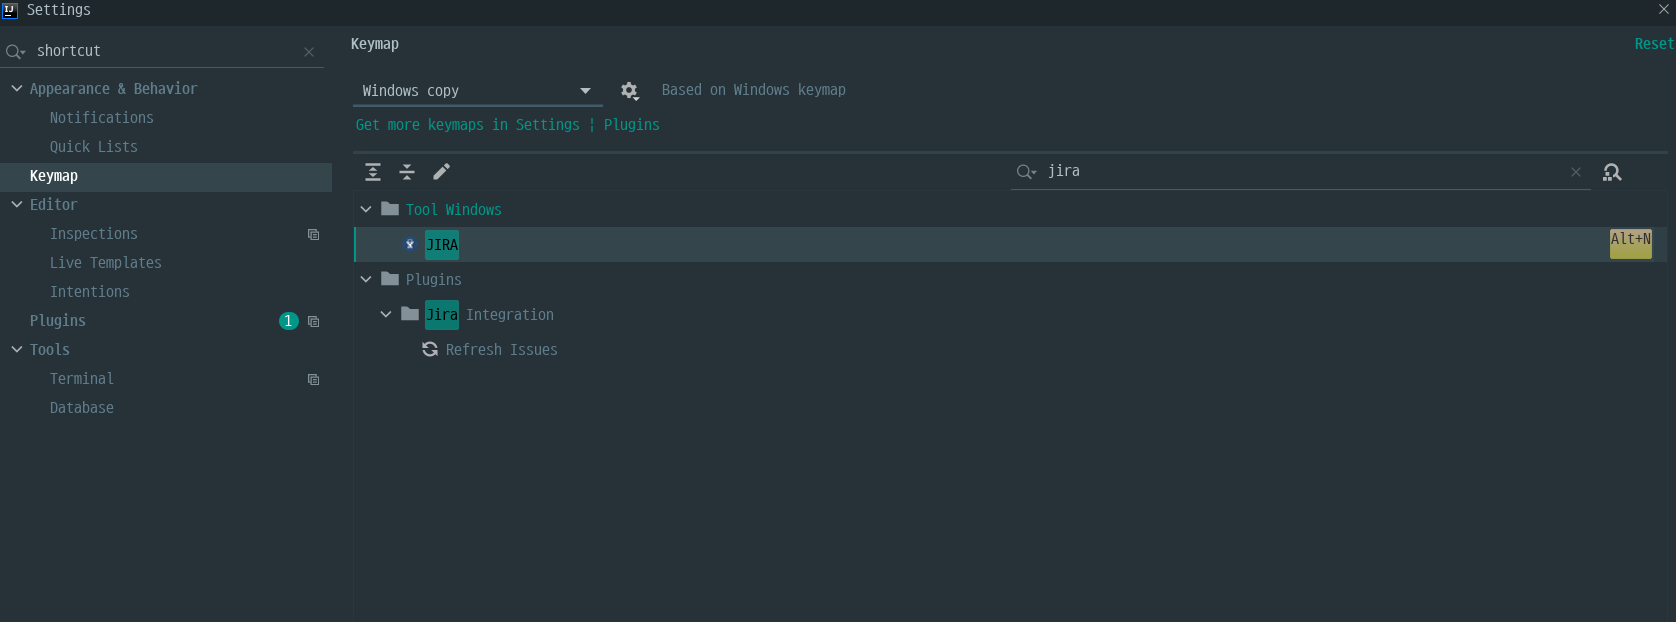 IJ Settings
shortcut
Appearance & Behavior
Notifications
Quick Lists
Keymap
Editor
Inspections
Live Templates
Intentions
Plugins 1
Tools
Terminal
Database
Keymap
Reset
Windows copy
Based on Windows keymap
Get more keymaps in Settings ¦ Plugins
jira
Tool Windows
JIRA Alt+N
Plugins
Jira Integration
Refresh Issues